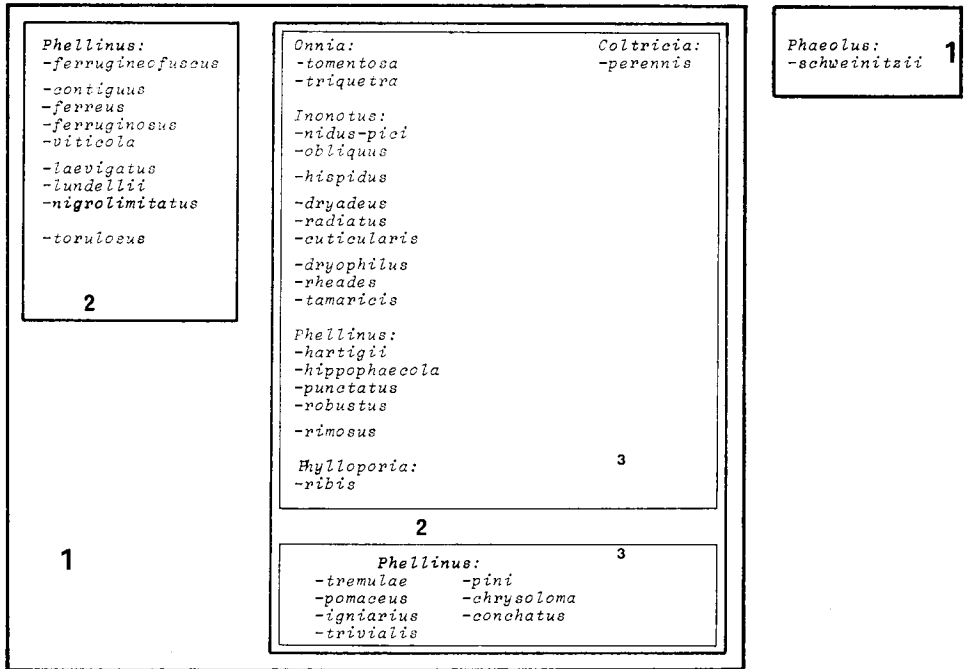 Phellinus:
-ferrugineofuscus
-contiguus
-ferreus
-ferruginosus
-viticola
-laevigatus
-lundellii
-nigrolimitatus
-torulosus
2
Onnia:
-tomentosa
-triquetra
Coltricia:
-perennis
Inonotus:
-nidus-pici
-obliquus
-hispidus
-dryadeus
-radiatus
-cuticularis
-dryophilus
-rheades
-tamaricis
Phellinus:
-hartigii
-hippophaecola
-punctatus
-robustus
-rimosus
Phylloporia:
-ribis
3
2
Phellinus:
-tremulae -pini
-pomaceus -chrysoloma
-igniarius -conchatus
-trivialis
3
1
Phaeolus:
-schweinitzii
1